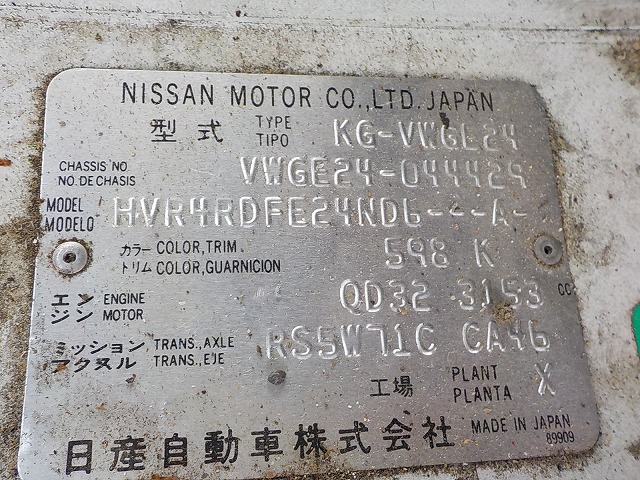 NISSAN MOTOR CO.,LTD. JAPAN
型式 TYPE TIPO KG-VWGE24
CHASSIS NO. NO. DE CHASIS VWGE24-044429
MODEL MODELO HVR4RDFE24ND6---A-
カラー COLOR,TRIM 598 K
トリム COLOR,GUARNICION
エンジン ENGINE MOTOR QD32 3153 CC
ミッション TRANS.,AXLE RS5W71C CA46
アクスル TRANS.,EJE
工場 PLANT PLANTA X
日産自動車株式会社 MADE IN JAPAN
89909